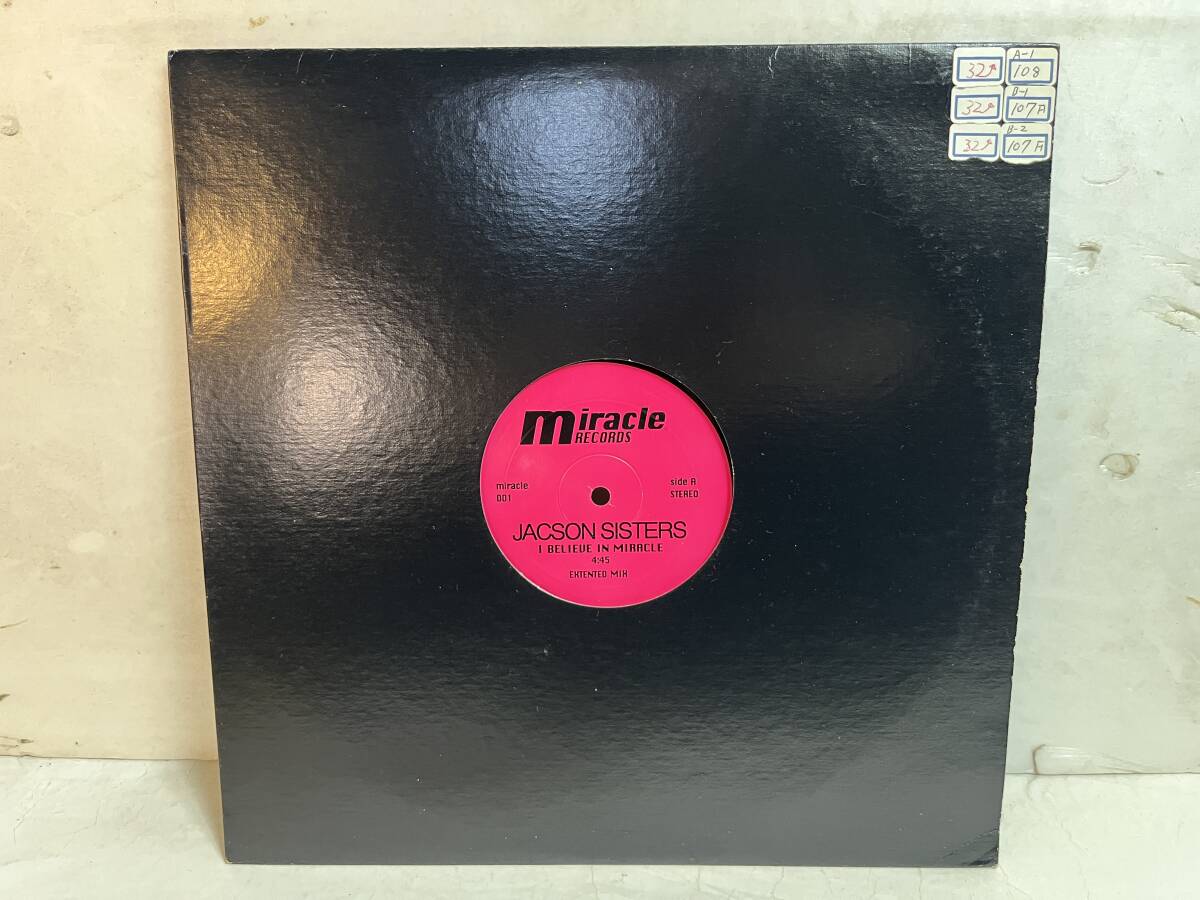 A-1
32
108
B-1
32
107A
B-2
32
107A
miracle
RECORDS
miracle
001
side A
STEREO
JACSON SISTERS
I BELIEVE IN MIRACLE
4:45
EXTENTED MIX